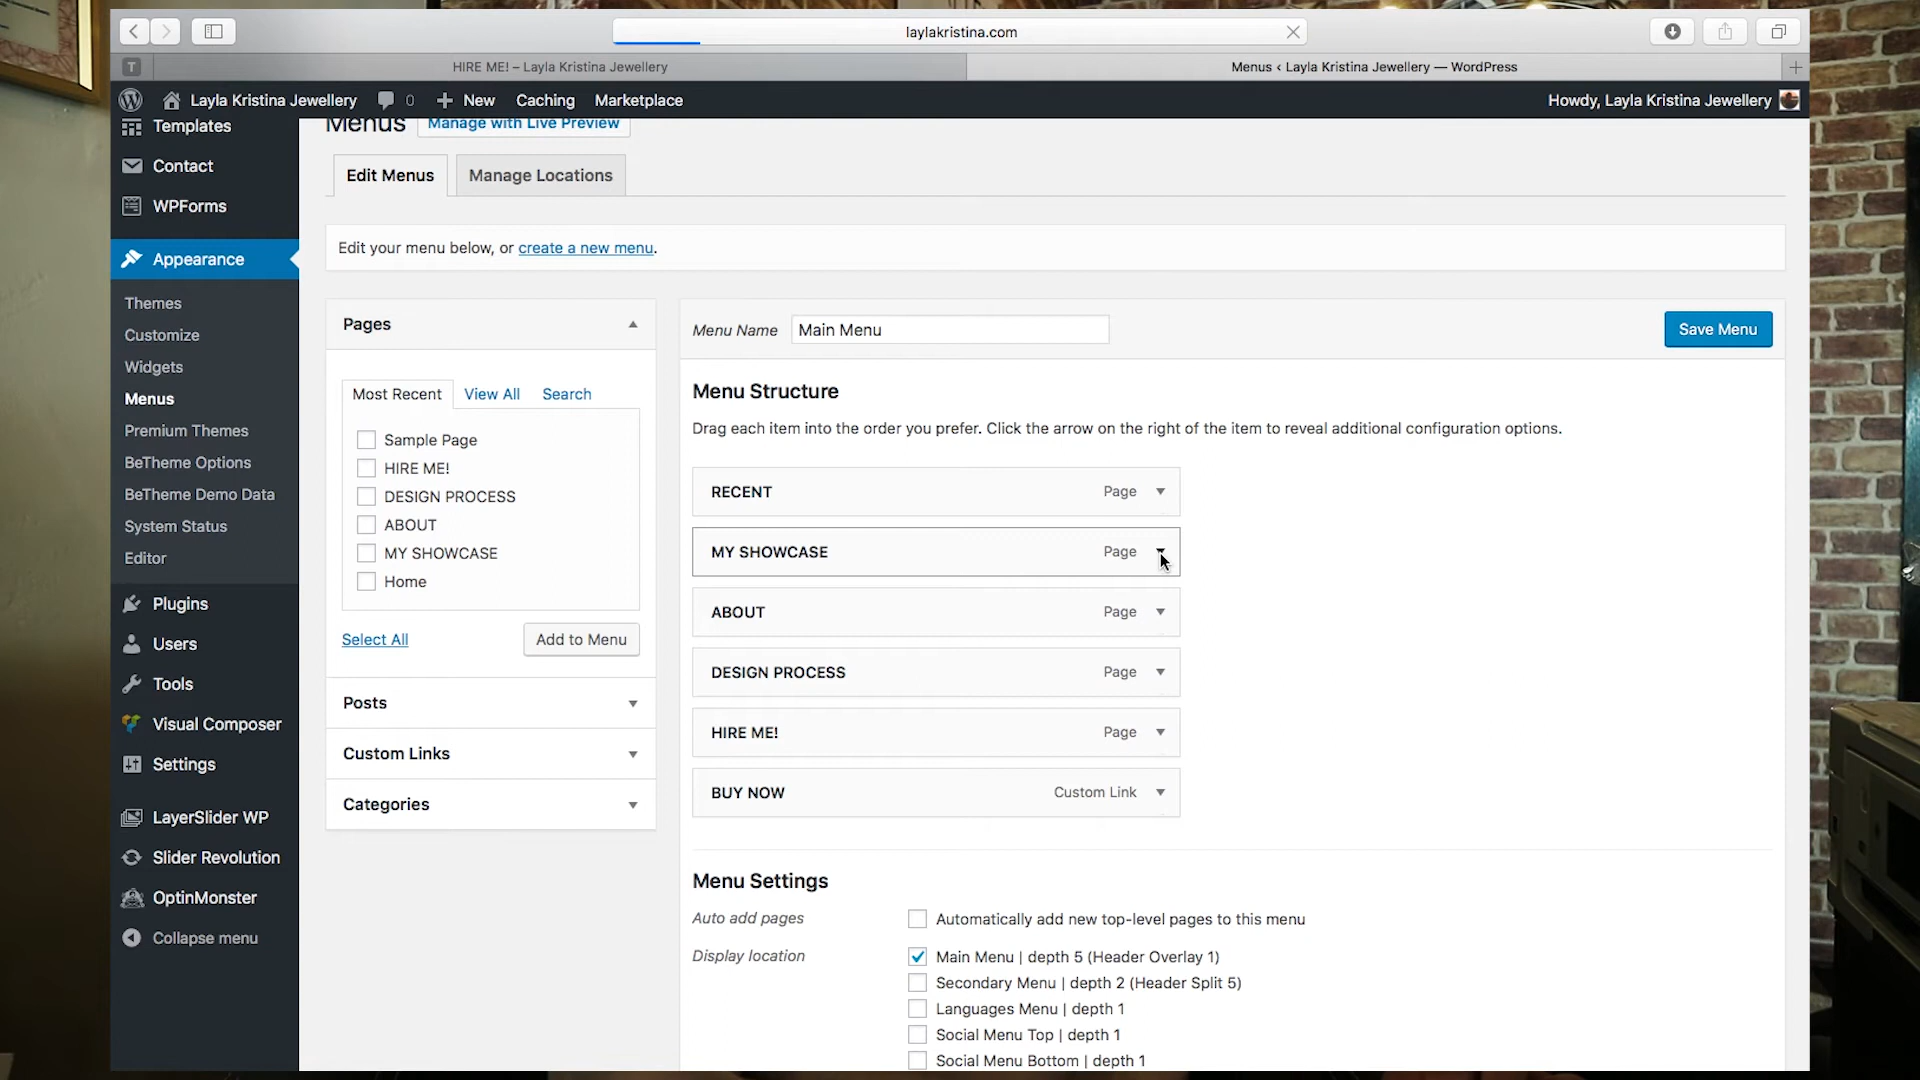 laylakristina.com
T
HIRE ME! – Layla Kristina Jewellery
Menus ‹ Layla Kristina Jewellery — WordPress
Layla Kristina Jewellery
0
New
Caching
Marketplace
Howdy, Layla Kristina Jewellery
Templates
Contact
WPForms
Appearance
Themes
Customize
Widgets
Menus
Premium Themes
BeTheme Options
BeTheme Demo Data
System Status
Editor
Plugins
Users
Tools
Visual Composer
Settings
LayerSlider WP
Slider Revolution
OptinMonster
Collapse menu
Menus
Manage with Live Preview
Edit Menus
Manage Locations
Edit your menu below, or create a new menu.
Pages
Most Recent
View All
Search
Sample Page
HIRE ME!
DESIGN PROCESS
ABOUT
MY SHOWCASE
Home
Select All
Add to Menu
Posts
Custom Links
Categories
Menu Name
Main Menu
Save Menu
Menu Structure
Drag each item into the order you prefer. Click the arrow on the right of the item to reveal additional configuration options.
RECENT
Page
MY SHOWCASE
Page
ABOUT
Page
DESIGN PROCESS
Page
HIRE ME!
Page
BUY NOW
Custom Link
Menu Settings
Auto add pages
Automatically add new top-level pages to this menu
Display location
Main Menu | depth 5 (Header Overlay 1)
Secondary Menu | depth 2 (Header Split 5)
Languages Menu | depth 1
Social Menu Top | depth 1
Social Menu Bottom | depth 1